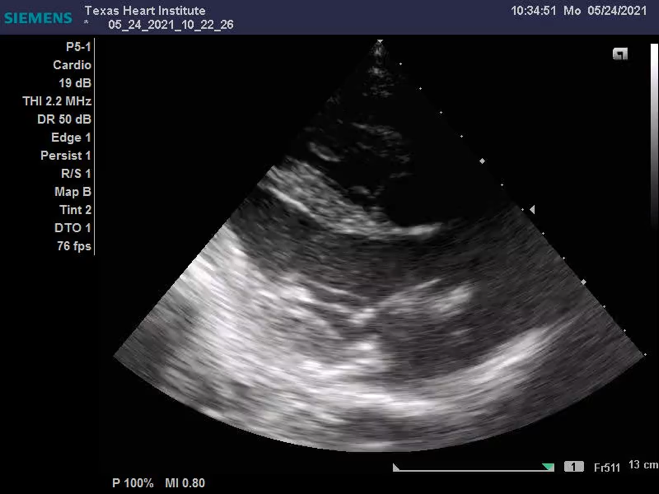 SIEMENS
Texas Heart Institute
05_24_2021_10_22_26
10:34:51 Mo 05/24/2021
P5-1
Cardio
19 dB
THI 2.2 MHz
DR 50 dB
Edge 1
Persist 1
R/S 1
Map B
Tint 2
DTO 1
76 fps
1 Fr511 13 cm
P 100% MI 0.80